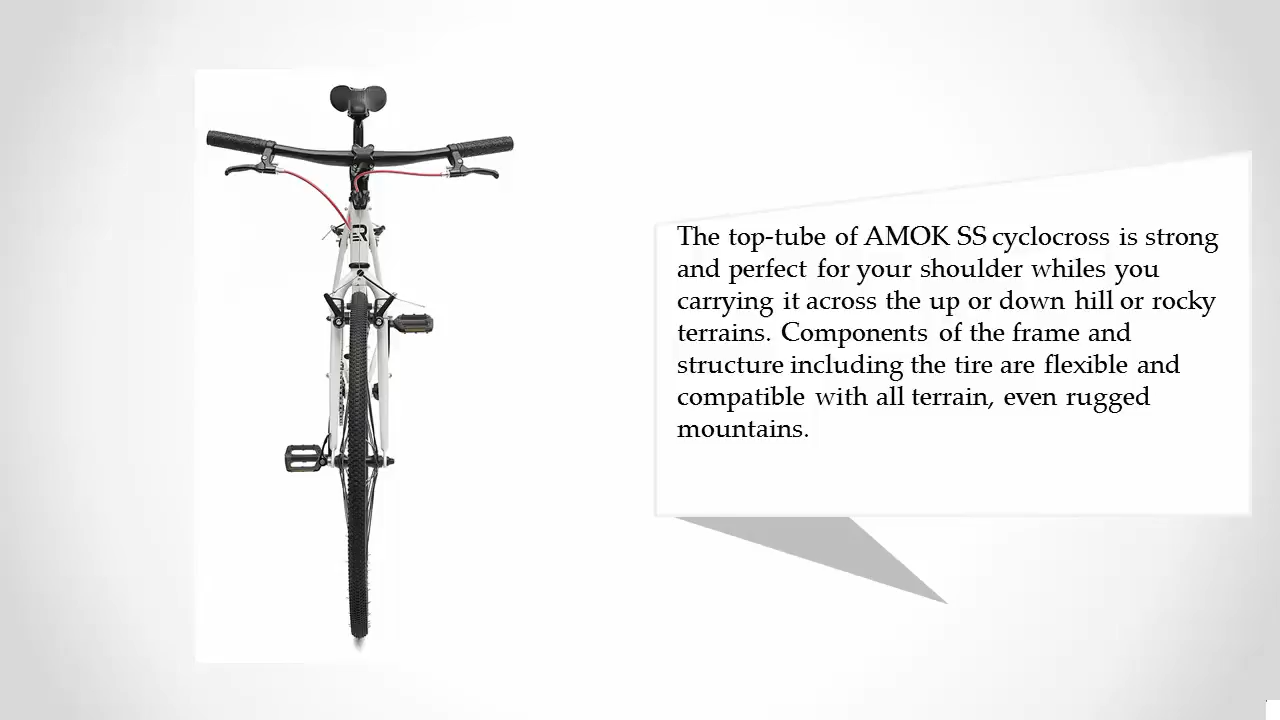 The top-tube of AMOK SS cyclocross is strong
and perfect for your shoulder whiles you
carrying it across the up or down hill or rocky
terrains. Components of the frame and
structure including the tire are flexible and
compatible with all terrain, even rugged
mountains.